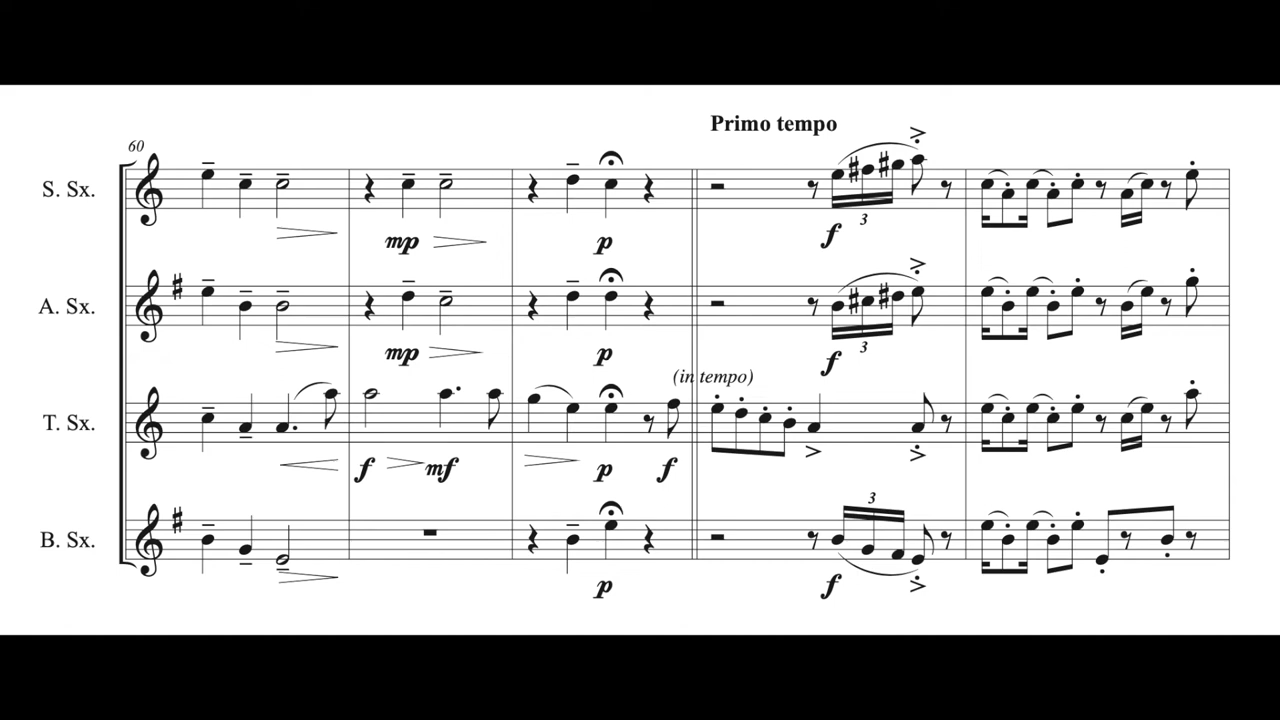 Primo tempo
60
S. Sx.
mp
p
f
3
A. Sx.
mp
p
f
3
(in tempo)
T. Sx.
f
mf
p
f
3
B. Sx.
p
f